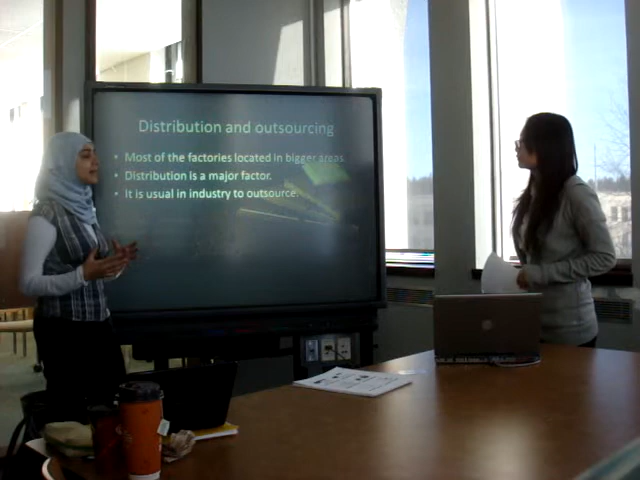 Distribution and outsourcing
• Most of the factories located in bigger areas.
• Distribution is a major factor.
• It is usual in industry to outsource.